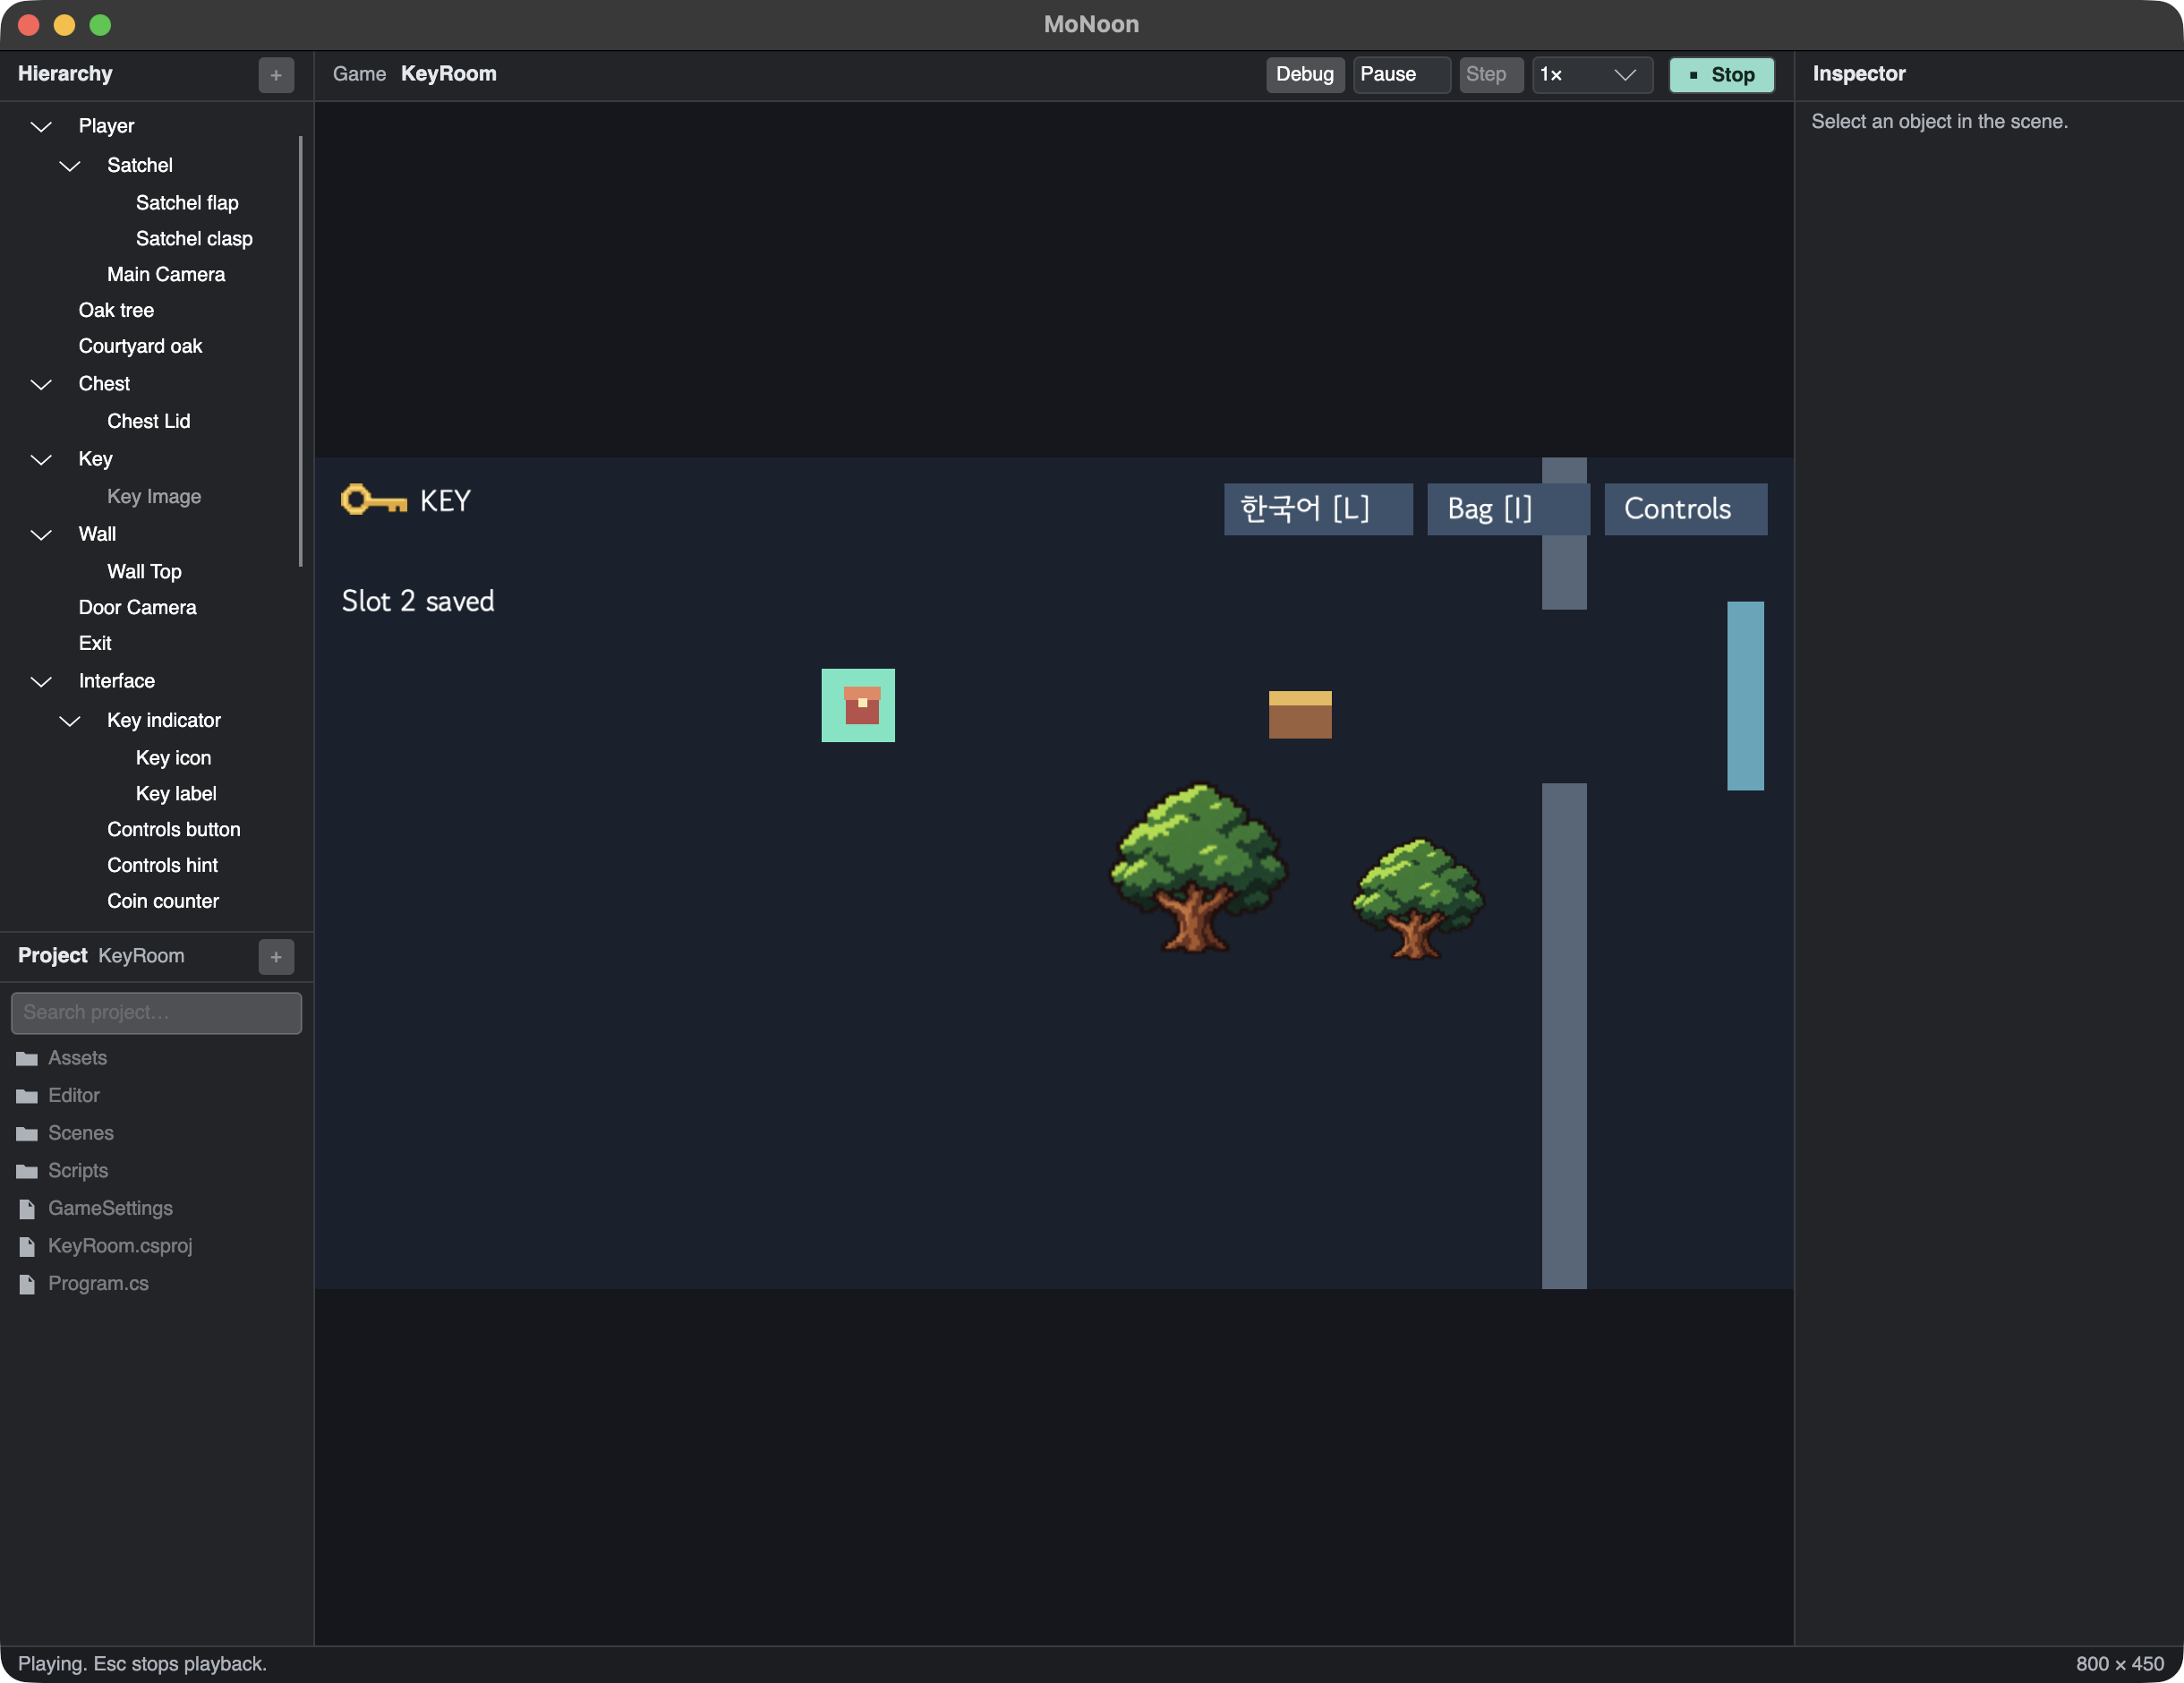 MoNoon
Hierarchy
+
Game KeyRoom
Debug
Pause
Step
1×
Stop
Inspector
Player
Satchel
Satchel flap
Satchel clasp
Main Camera
Oak tree
Courtyard oak
Chest
Chest Lid
Key
Key Image
Wall
Wall Top
Door Camera
Exit
Interface
Key indicator
Key icon
Key label
Controls button
Controls hint
Coin counter
Project KeyRoom
+
Search project...
Assets
Editor
Scenes
Scripts
GameSettings
KeyRoom.csproj
Program.cs
KEY
한국어 [L]
Bag [I]
Controls
Slot 2 saved
Select an object in the scene.
Playing. Esc stops playback.
800 × 450